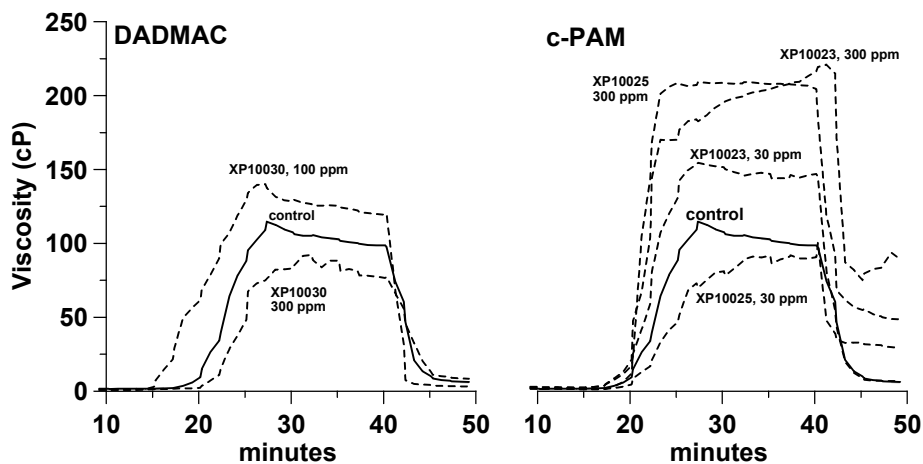 DADMAC
250
200
150
100
50
0
Viscosity (cP)
XP10030, 100 ppm
control
XP10030
300 ppm
10 20 30 40 50
minutes
c-PAM
XP10023, 300 ppm
XP10025
300 ppm
XP10023, 30 ppm
control
XP10025, 30 ppm
10 20 30 40 50
minutes